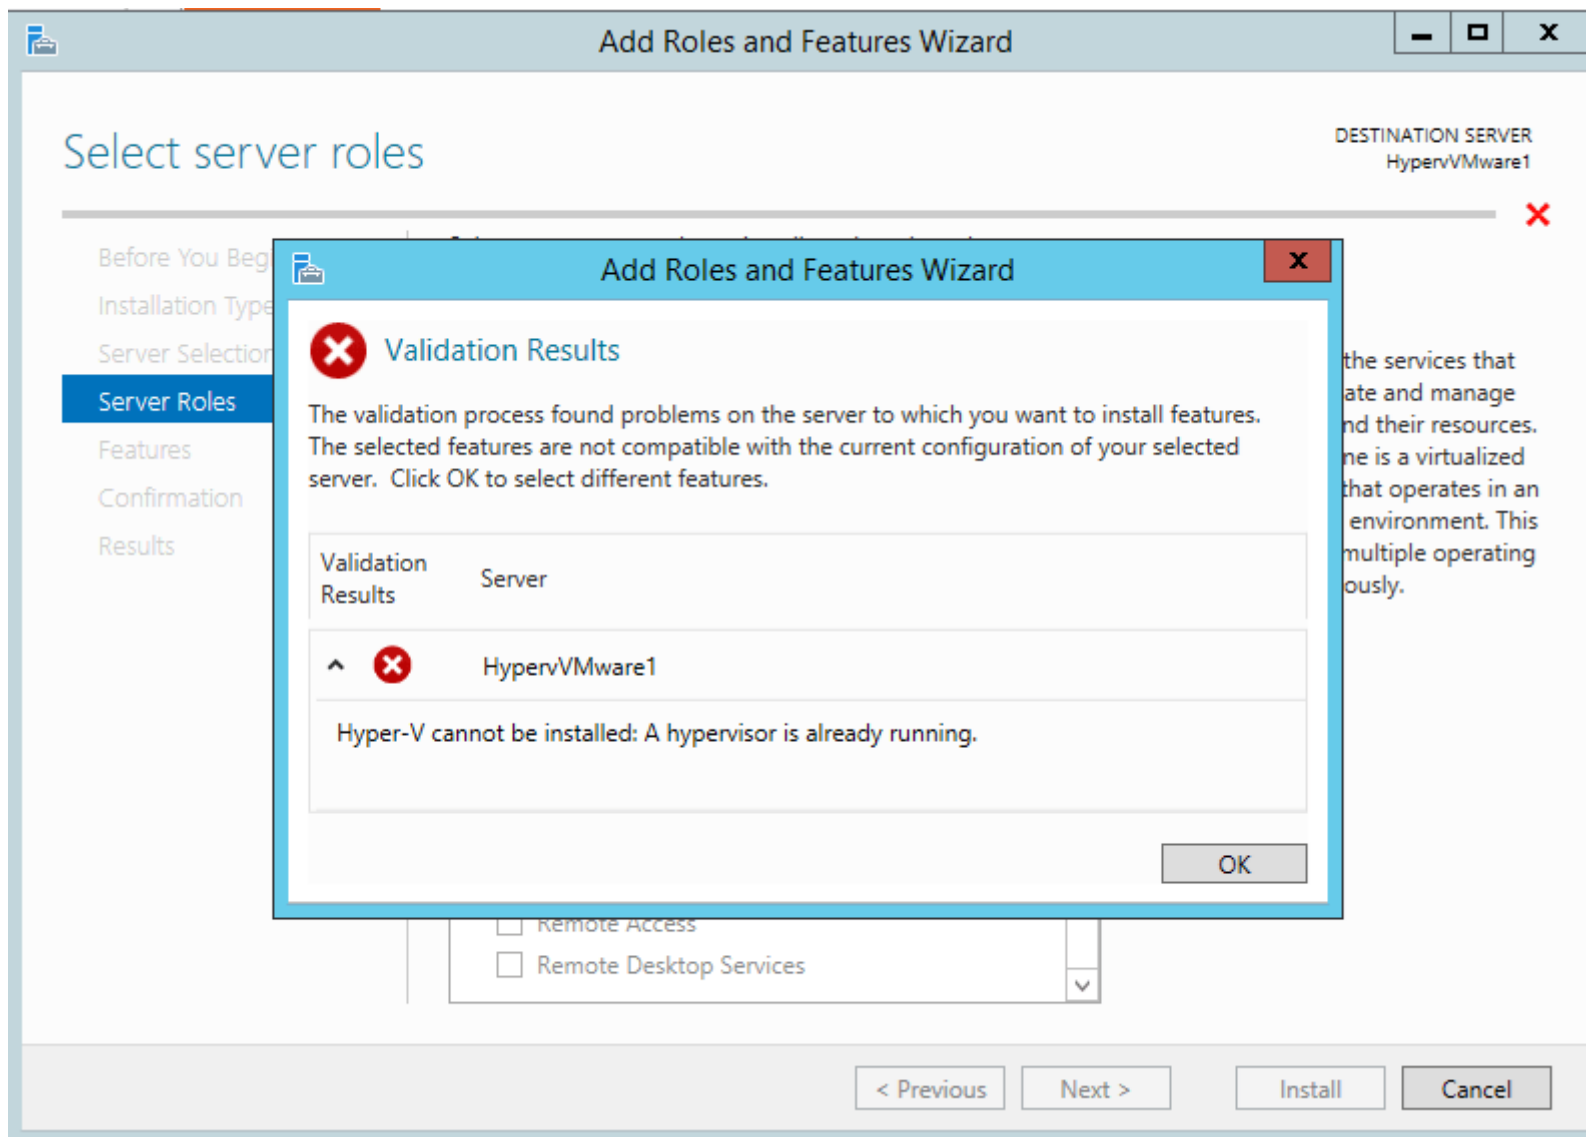 Add Roles and Features Wizard
Select server roles
DESTINATION SERVER
HypervVMware1
Before You Beg
Installation Type
Server Selection
Server Roles
Features
Confirmation
Results
Add Roles and Features Wizard
Validation Results
The validation process found problems on the server to which you want to install features.
The selected features are not compatible with the current configuration of your selected
server.  Click OK to select different features.
Validation
Results
Server
HypervVMware1
Hyper-V cannot be installed: A hypervisor is already running.
OK
the services that
ate and manage
nd their resources.
ne is a virtualized
that operates in an
environment. This
multiple operating
ously.
Remote Access
Remote Desktop Services
< Previous
Next >
Install
Cancel